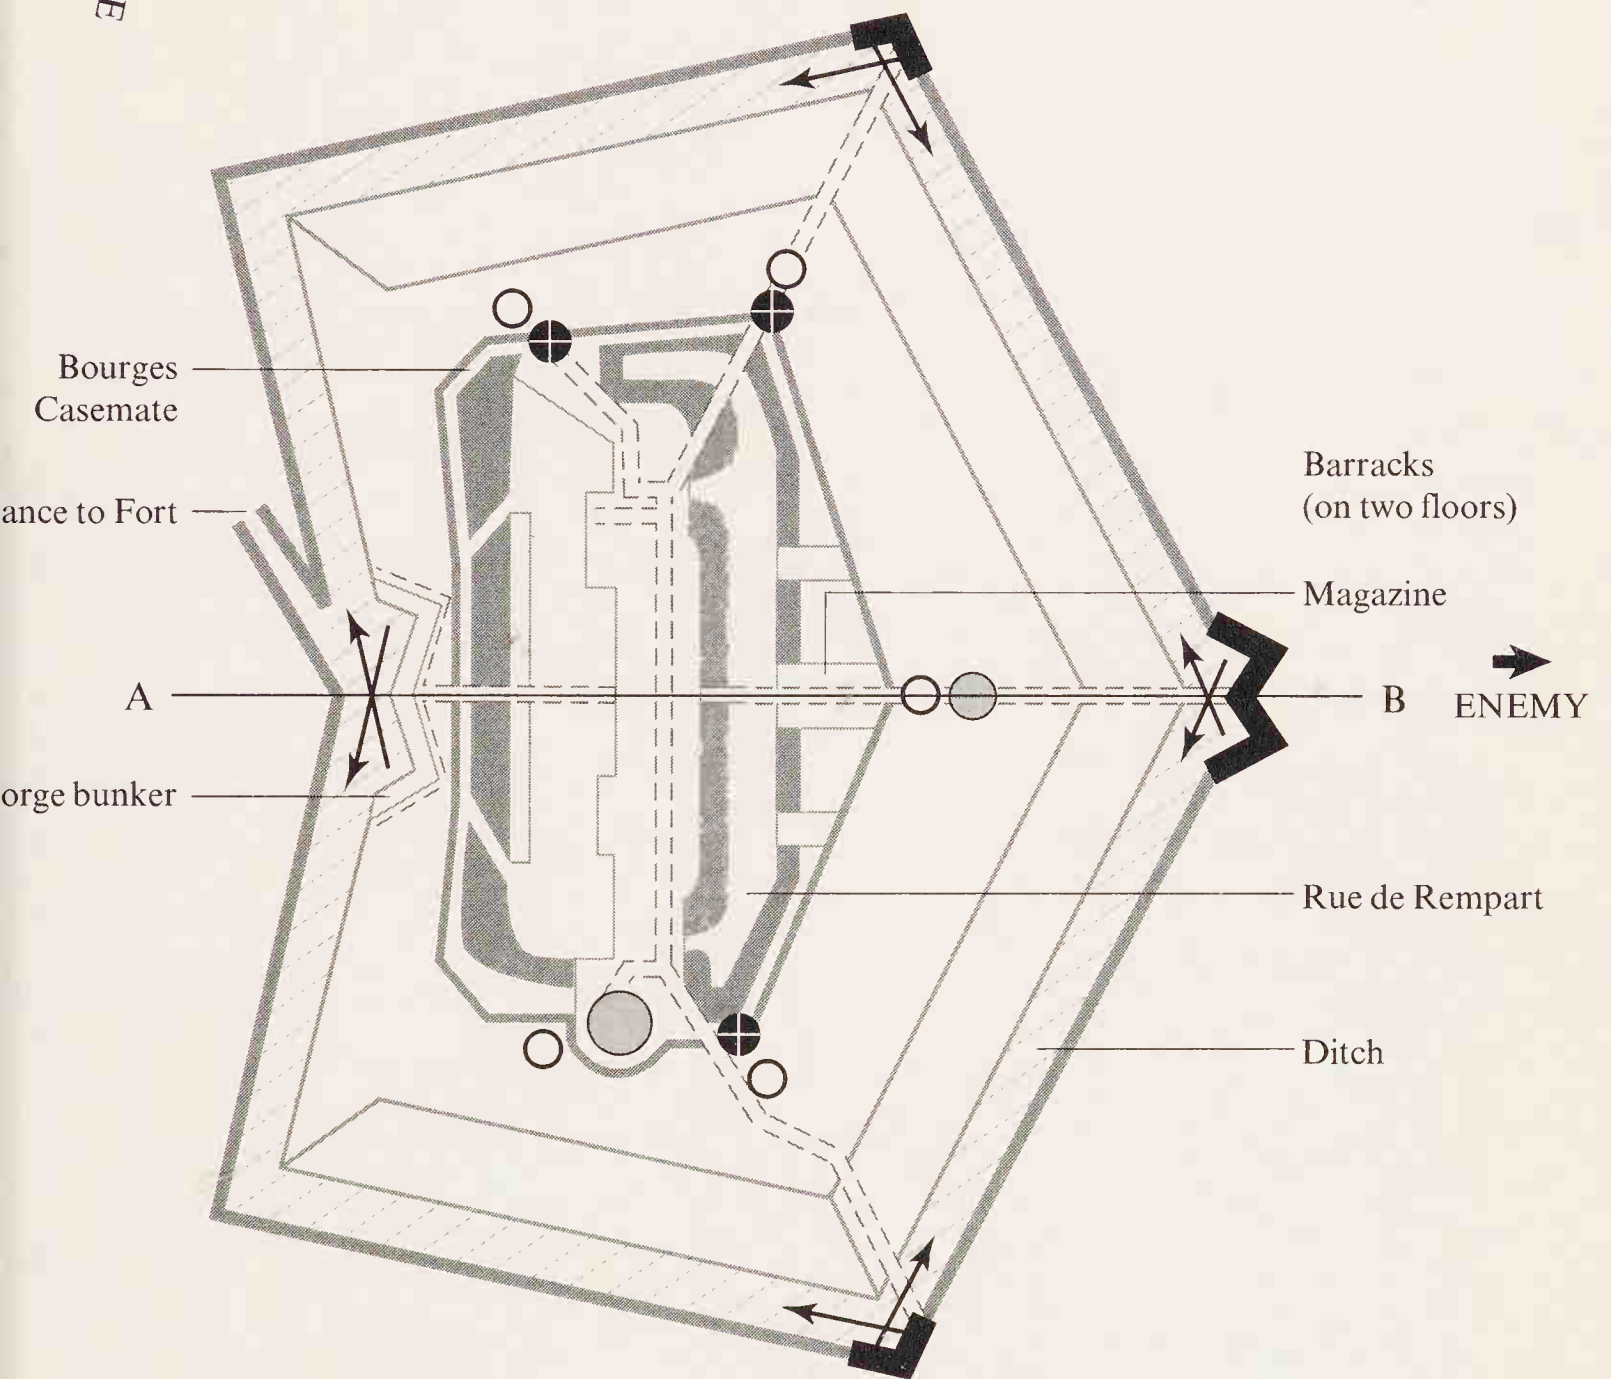 E
Bourges
Casemate
ance to Fort
A
orge bunker
Barracks
(on two floors)
Magazine
B
ENEMY
Rue de Rempart
Ditch